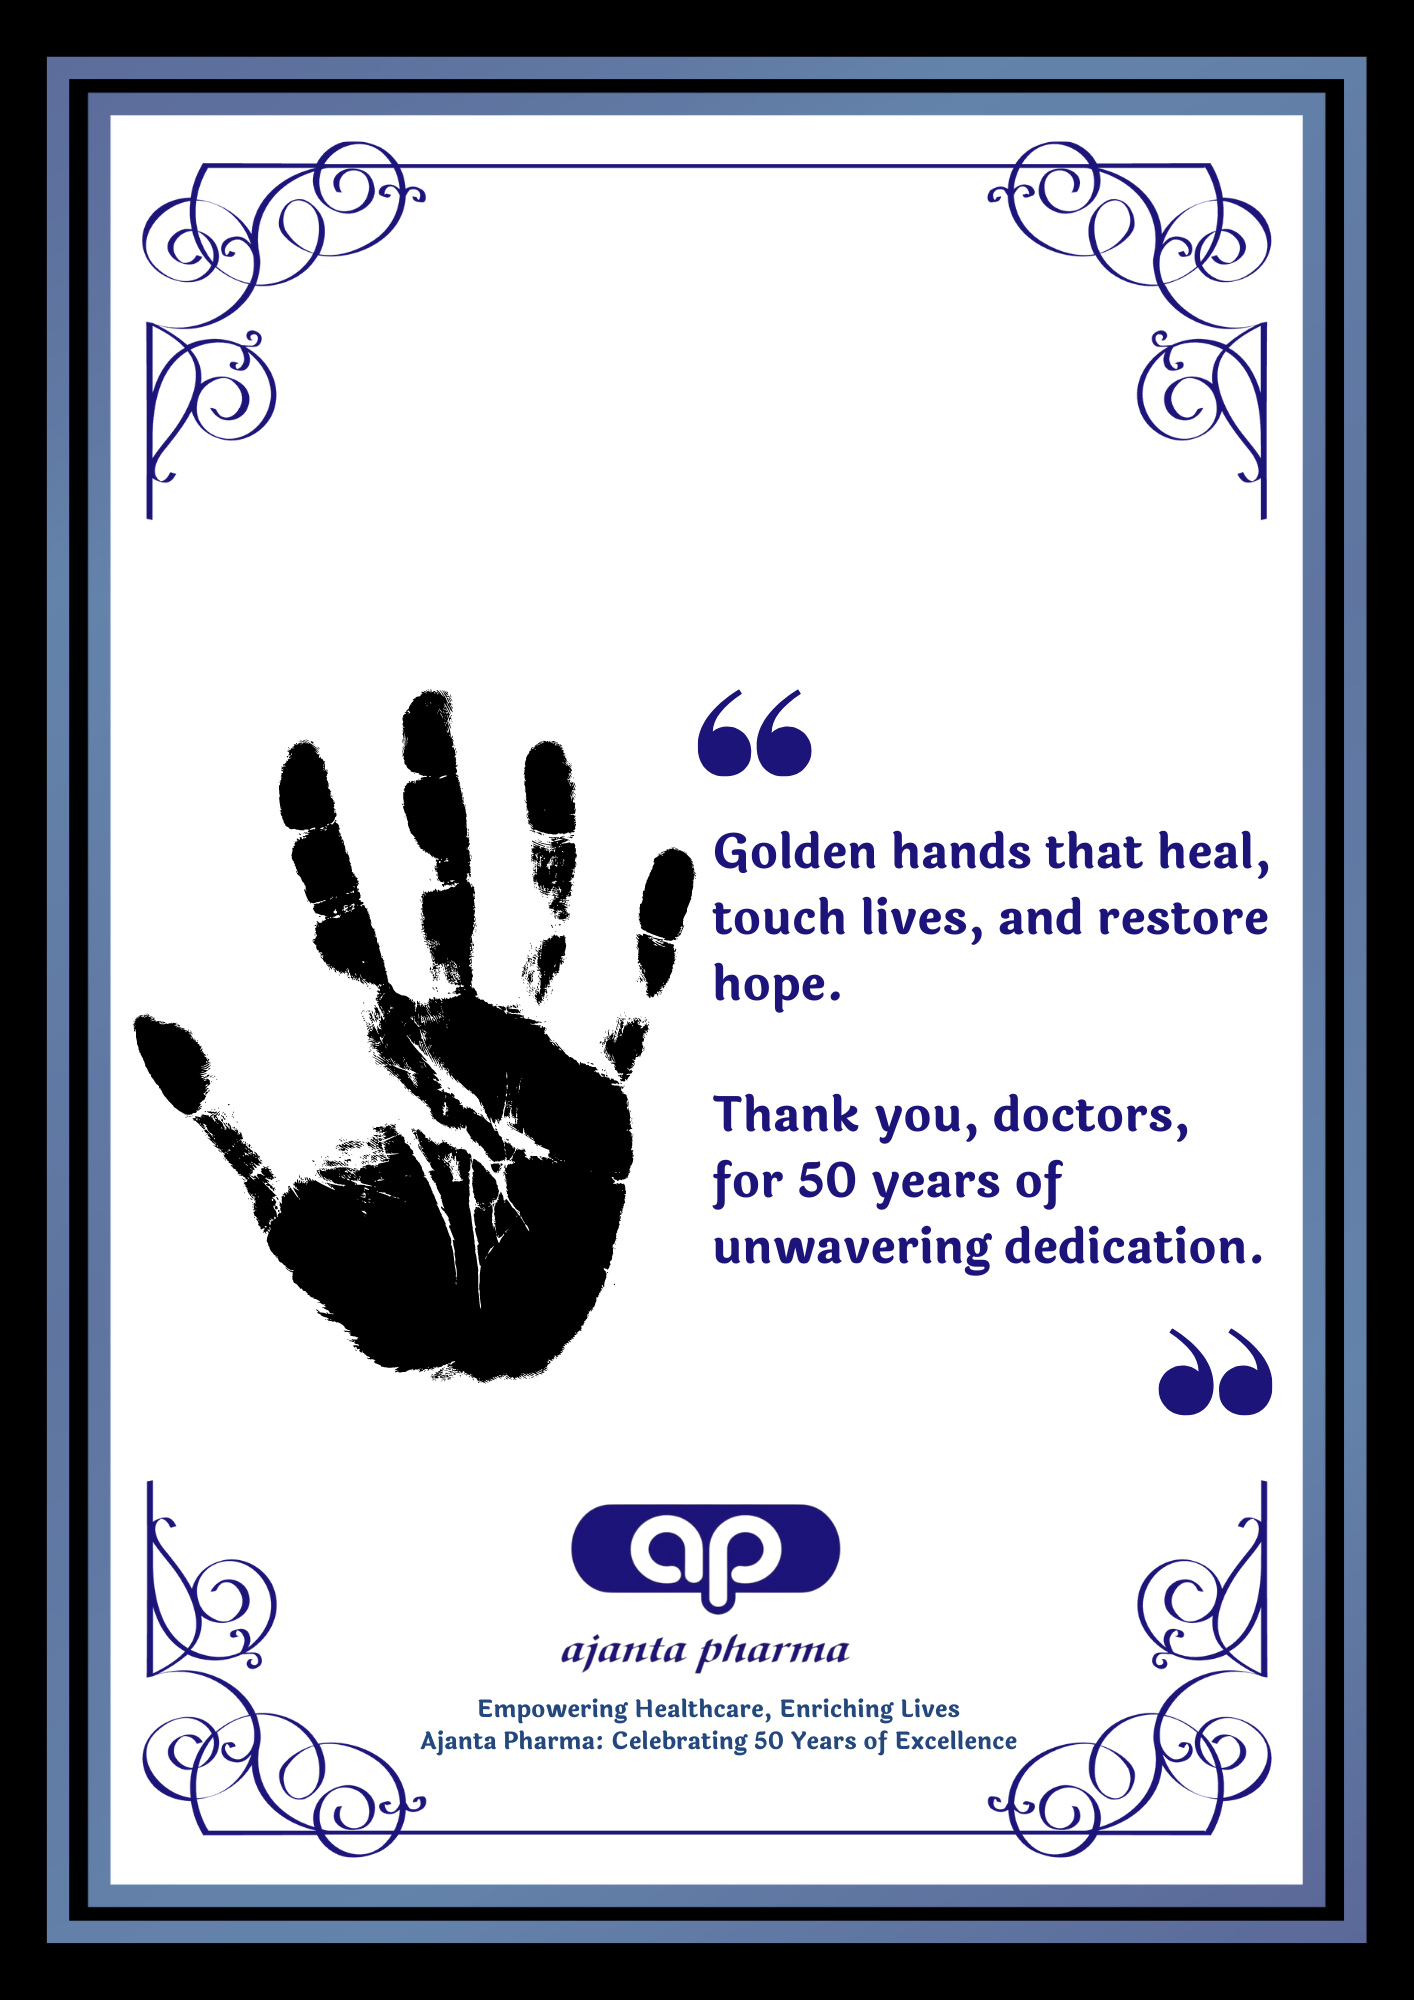 “
Golden hands that heal,
touch lives, and restore
hope.
Thank you, doctors,
for 50 years of
unwavering dedication.
”
ap
ajanta pharma
Empowering Healthcare, Enriching Lives
Ajanta Pharma: Celebrating 50 Years of Excellence